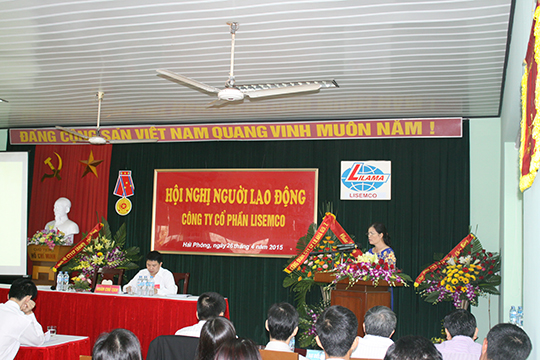 ĐẢNG CỘNG SẢN VIỆT NAM QUANG VINH MUÔN NĂM !
HỘI NGHỊ NGƯỜI LAO ĐỘNG
CÔNG TY CỔ PHẦN LISEMCO
Hải Phòng, ngày 26 tháng 4 năm 2015
LILAMA
LISEMCO